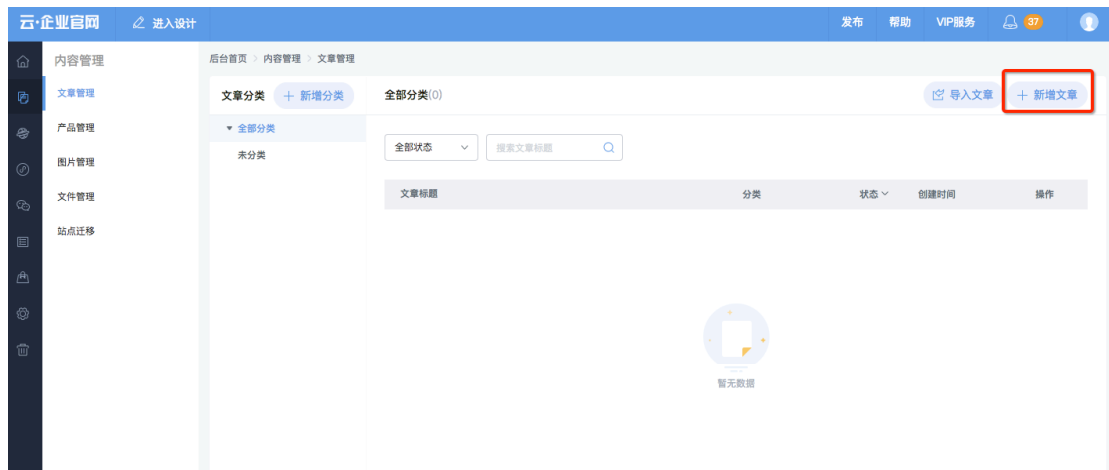 云·企业官网 进入设计 发布 帮助 VIP服务 37
内容管理 后台首页 > 内容管理 > 文章管理
文章管理 文章分类 + 新增分类 全部分类(0) 导入文章 + 新增文章
产品管理 全部分类
未分类 全部状态 搜索文章标题
图片管理
文件管理 文章标题 分类 状态 创建时间 操作
站点迁移
暂无数据